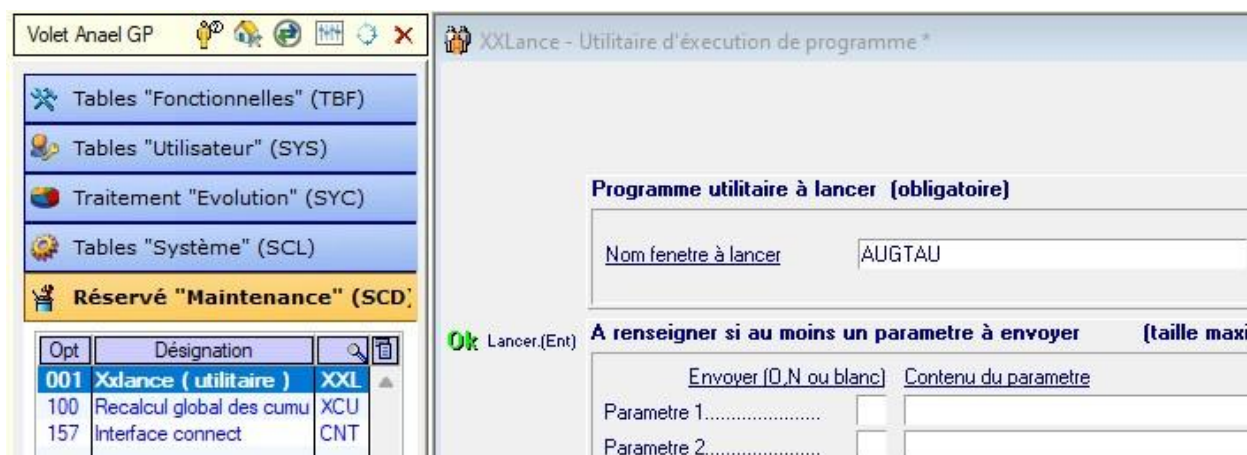 Volet Anael GP
Tables "Fonctionnelles" (TBF)
Tables "Utilisateur" (SYS)
Traitement "Evolution" (SYC)
Tables "Système" (SCL)
Réservé "Maintenance" (SCD)
Opt Désignation
001 Xxlance ( utilitaire ) XXL
100 Recalcul global des cumu XCU
157 Interface connect CNT
XXLance - Utilitaire d'éxecution de programme *
Programme utilitaire à lancer (obligatoire)
Nom fenetre à lancer AUGTAU
Ok Lancer.(Ent)
A renseigner si au moins un parametre à envoyer (taille maxi
Envoyer (O,N ou blanc) Contenu du parametre
Parametre 1......................
Parametre 2......................